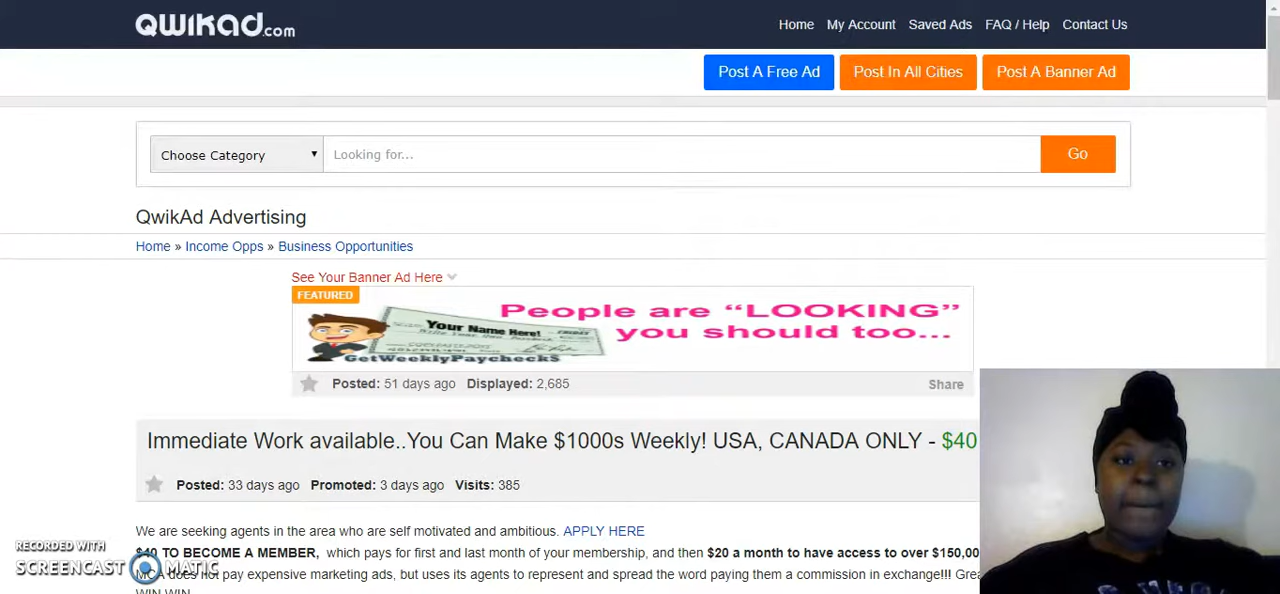 QWIKad.com
Home My Account Saved Ads FAQ / Help Contact Us
Post A Free Ad Post In All Cities Post A Banner Ad
Choose Category Looking for... Go
QwikAd Advertising
Home » Income Opps » Business Opportunities
See Your Banner Ad Here
FEATURED
People are “LOOKING”
you should too...
Your Name Here!
GetWeeklyPaycheck$
Posted: 51 days ago Displayed: 2,685 Share
Immediate Work available..You Can Make $1000s Weekly! USA, CANADA ONLY - $40
Posted: 33 days ago Promoted: 3 days ago Visits: 385
We are seeking agents in the area who are self motivated and ambitious. APPLY HERE
$40 TO BECOME A MEMBER, which pays for first and last month of your membership, and then $20 a month to have access to over $150,00
MCA does not pay expensive marketing ads, but uses its agents to represent and spread the word paying them a commission in exchange!!! Grea
WIN WIN
RECORDED WITH
SCREENCAST MATIC